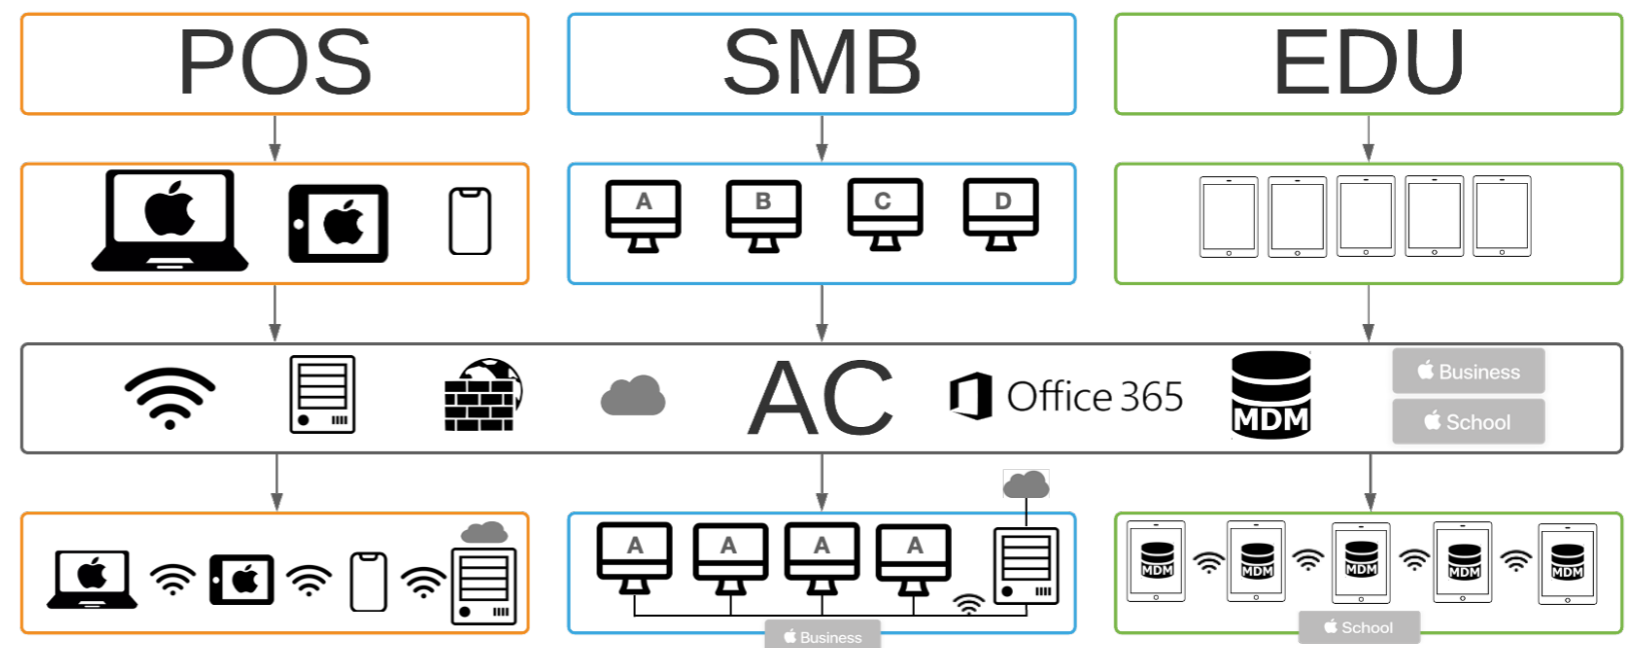 POS
SMB
EDU
A
B
C
D
AC
Office 365
MDM
Business
School
A
A
A
A
Business
MDM
MDM
MDM
MDM
MDM
School